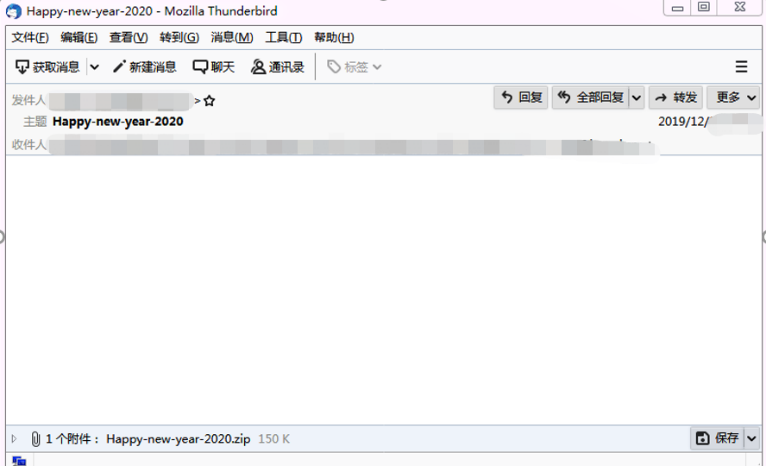 Happy-new-year-2020 - Mozilla Thunderbird
文件(F) 编辑(E) 查看(V) 转到(G) 消息(M) 工具(T) 帮助(H)
获取消息 新建消息 聊天 通讯录 标签
发件人 > 回复 全部回复 转发 更多
主题 Happy-new-year-2020 2019/12/
收件人
1 个附件： Happy-new-year-2020.zip 150 K 保存